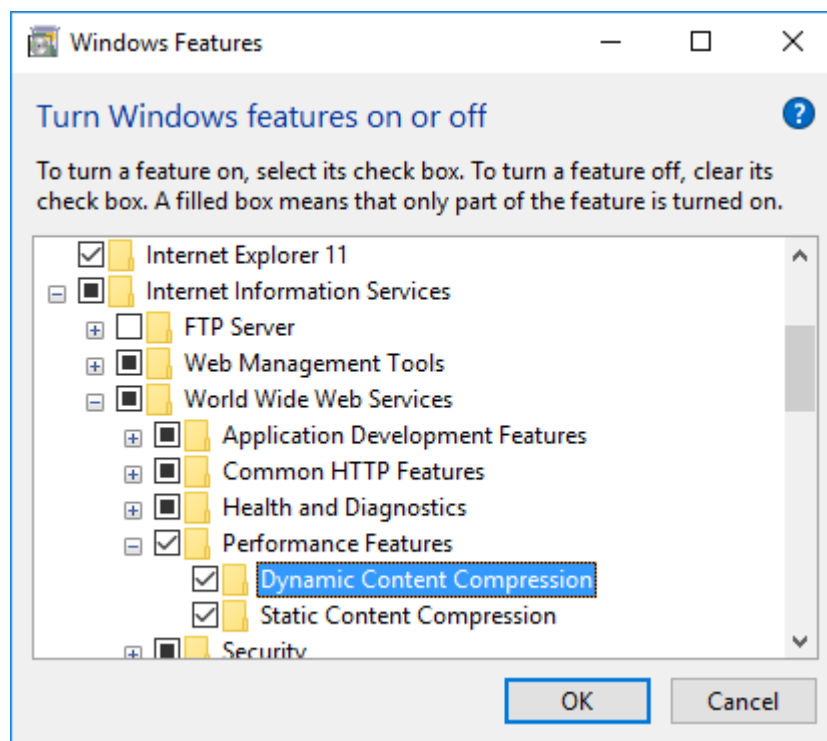 Windows Features
Turn Windows features on or off
To turn a feature on, select its check box. To turn a feature off, clear its
check box. A filled box means that only part of the feature is turned on.
Internet Explorer 11
Internet Information Services
FTP Server
Web Management Tools
World Wide Web Services
Application Development Features
Common HTTP Features
Health and Diagnostics
Performance Features
Dynamic Content Compression
Static Content Compression
Security
OK Cancel